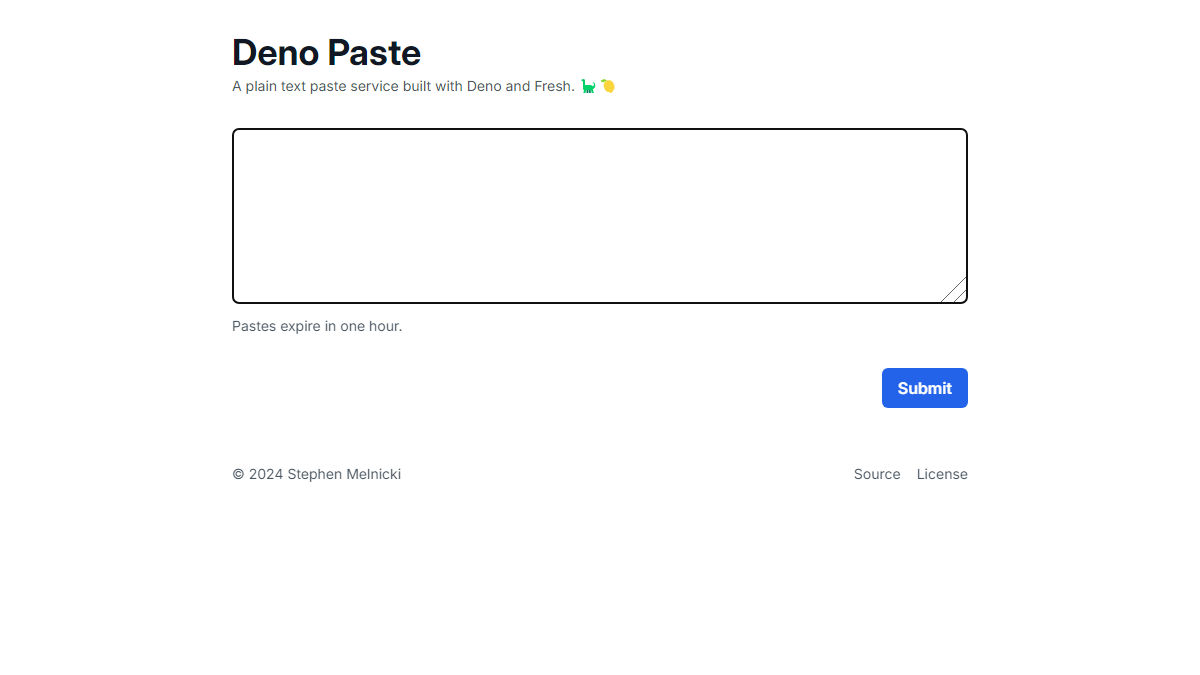 Deno Paste
A plain text paste service built with Deno and Fresh. 🦕 🍋
Pastes expire in one hour.
Submit
© 2024 Stephen Melnicki
Source License